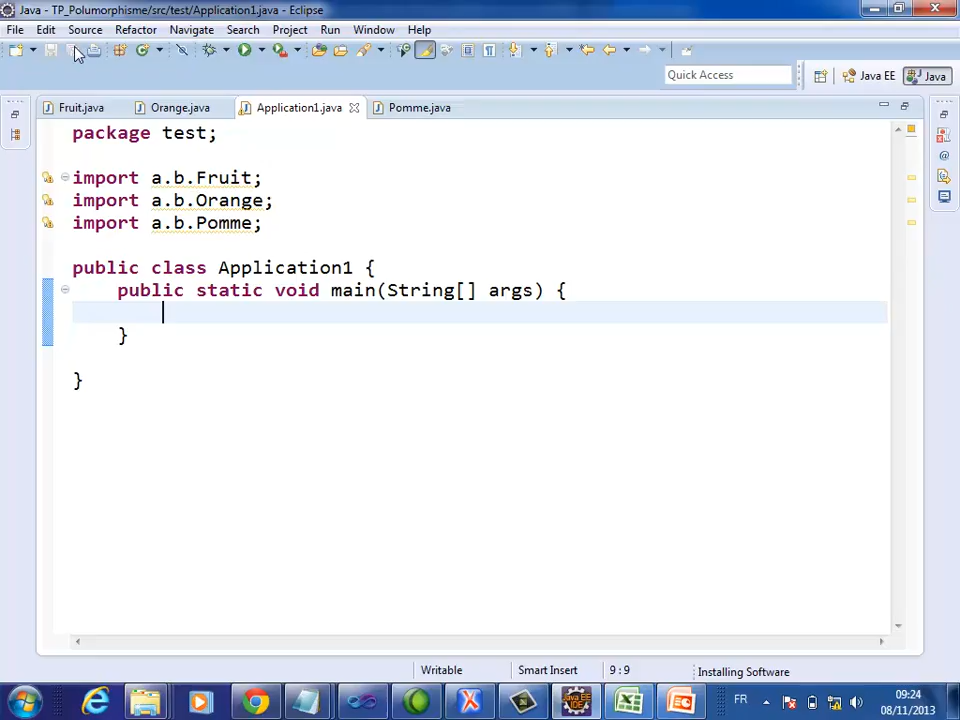 Java - TP_Polumorphisme/src/test/Application1.java - Eclipse
File Edit Source Refactor Navigate Search Project Run Window Help
Quick Access
Java EE
Java
Fruit.java
Orange.java
Application1.java
Pomme.java
package test;
import a.b.Fruit;
import a.b.Orange;
import a.b.Pomme;
public class Application1 {
public static void main(String[] args) {
}
}
Writable
Smart Insert
9:9
Installing Software
FR
09:24
08/11/2013